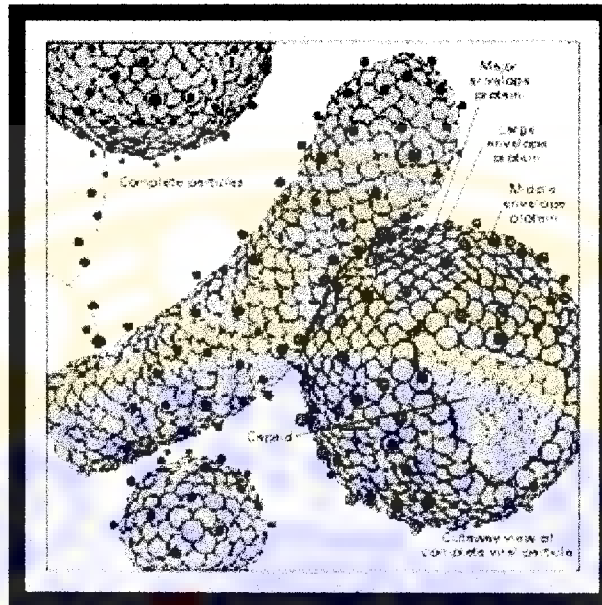 Major
envelope
protein
Large
envelope
protein
Complete particles
Middle
envelope
protein
Capsid
Cutaway view of
complete viral particle